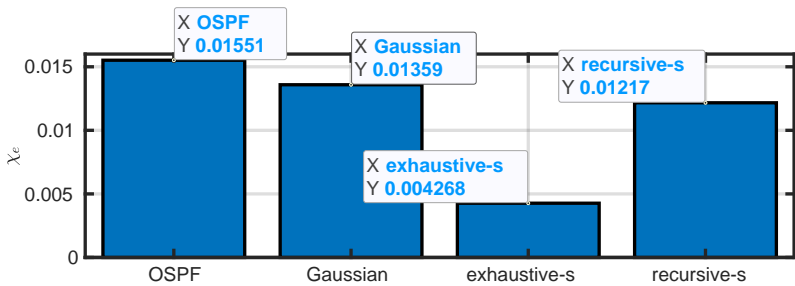 X OSPF
Y 0.01551
X Gaussian
Y 0.01359
X recursive-s
Y 0.01217
X exhaustive-s
Y 0.004268
0.015
0.01
0.005
0
χₑ
OSPF
Gaussian
exhaustive-s
recursive-s